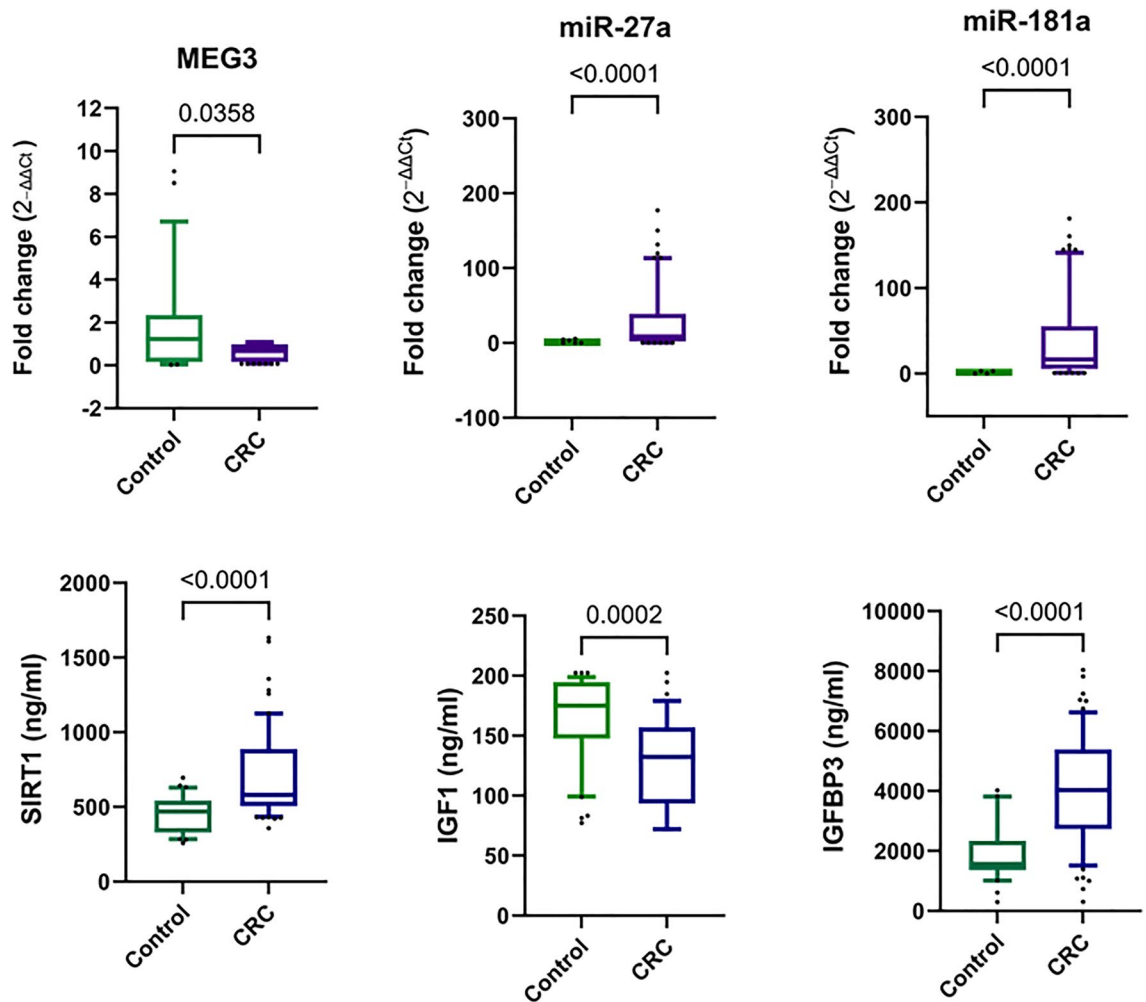 MEG3
0.0358
Fold change (2-ΔΔCt)
12
10
8
6
4
2
0
-2
Control
CRC
miR-27a
<0.0001
Fold change (2-ΔΔCt)
300
200
100
0
-100
Control
CRC
miR-181a
<0.0001
Fold change (2-ΔΔCt)
300
200
100
0
Control
CRC
<0.0001
SIRT1 (ng/ml)
2000
1500
1000
500
0
Control
CRC
0.0002
IGF1 (ng/ml)
250
200
150
100
50
0
Control
CRC
<0.0001
IGFBP3 (ng/ml)
10000
8000
6000
4000
2000
0
Control
CRC